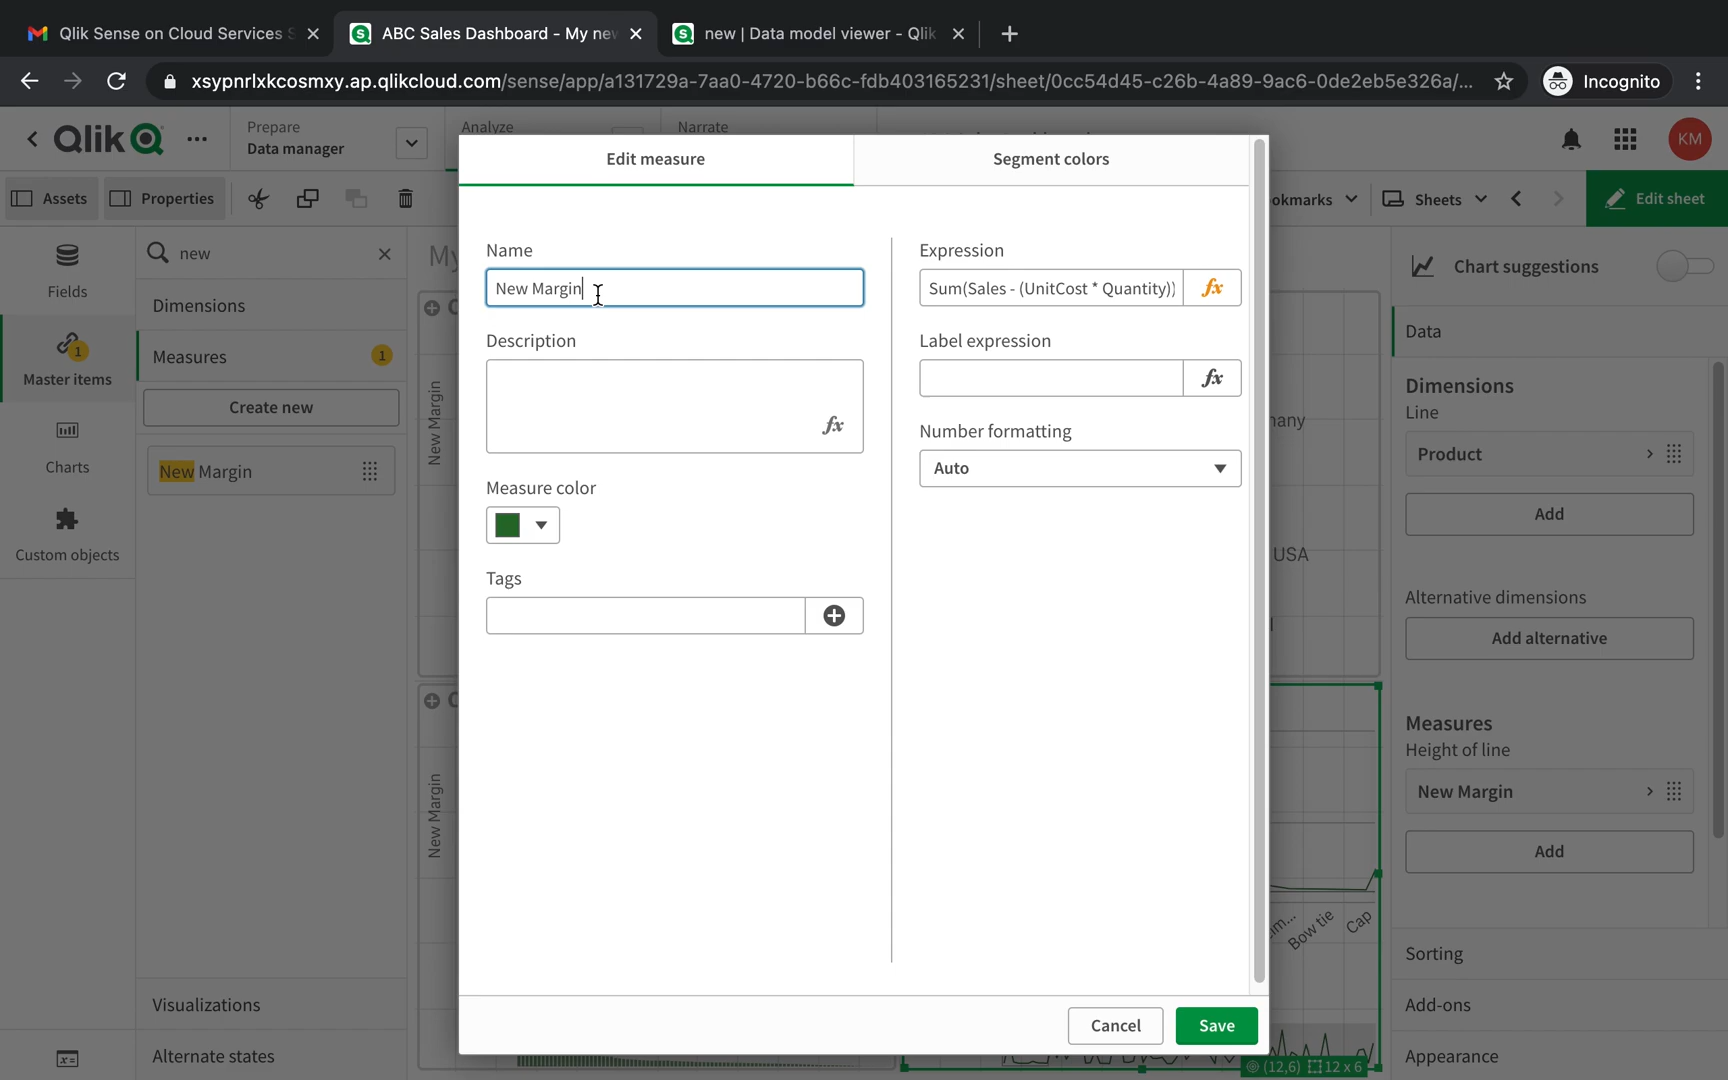 Qlik Sense on Cloud Services S
ABC Sales Dashboard - My new
new | Data model viewer - Qlik
xsypnrlxkcosmxy.ap.qlikcloud.com/sense/app/a131729a-7aa0-4720-b66c-fdb403165231/sheet/0cc54d45-c26b-4a89-9ac6-0de2eb5e326a/...
Incognito
Qlik
Prepare
Data manager
Analyze
Narrate
KM
Assets
Properties
okmarks
Sheets
Edit sheet
Edit measure
Segment colors
Fields
new
Dimensions
Master items
1
Measures
1
Create new
New Margin
Charts
Custom objects
Visualizations
Alternate states
My
New Margin
New Margin
Name
New Margin
Description
fx
Measure color
Tags
Expression
Sum(Sales - (UnitCost * Quantity))
fx
Label expression
fx
Number formatting
Auto
Cancel
Save
any
USA
Bow tie
Cap
(12,6)
12 x 6
Chart suggestions
Data
Dimensions
Line
Product
Add
Alternative dimensions
Add alternative
Measures
Height of line
New Margin
Add
Sorting
Add-ons
Appearance